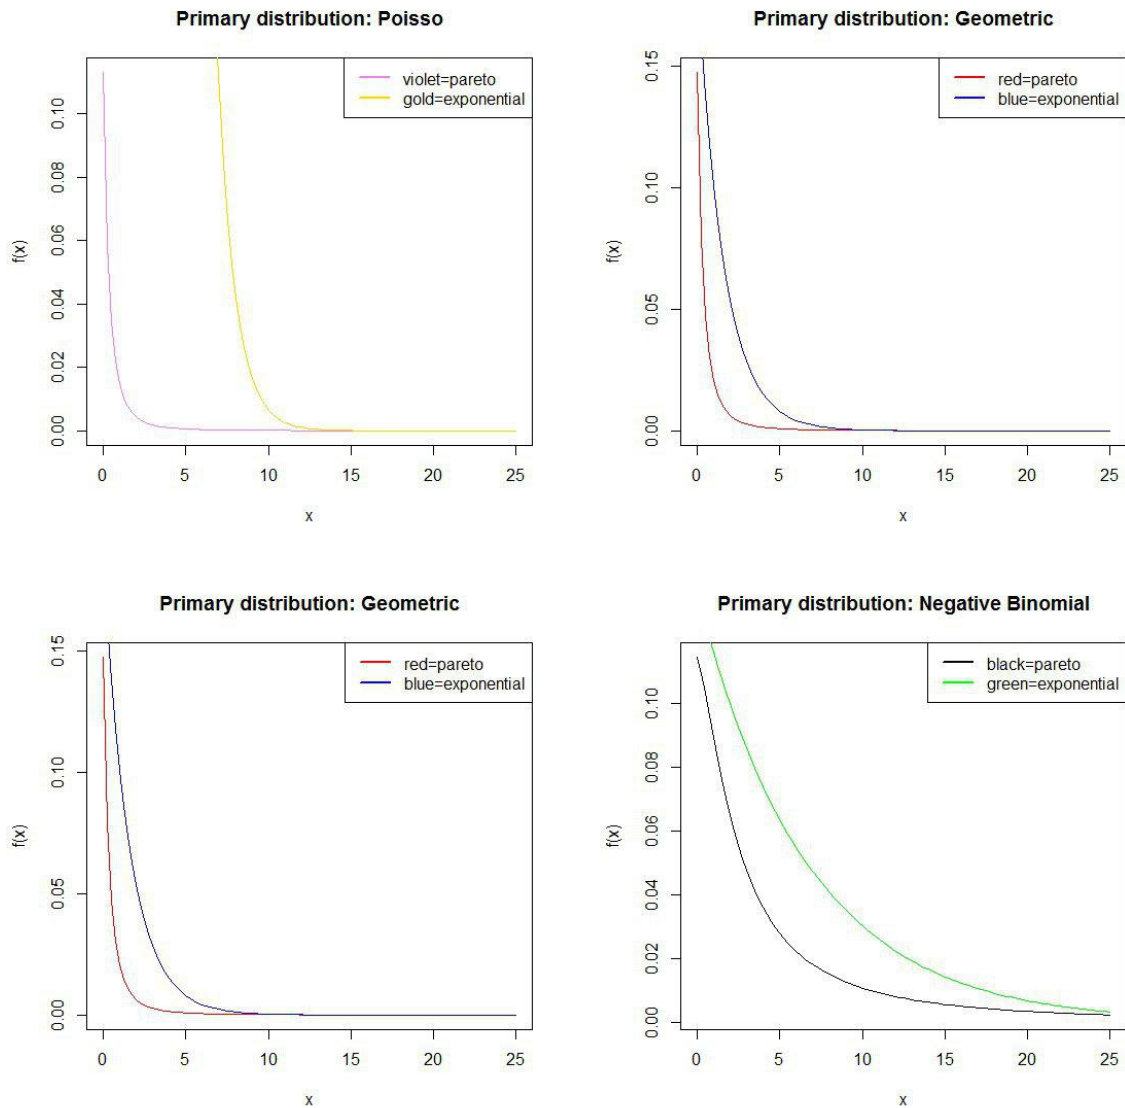 Primary distribution: Poisso
violet=pareto
gold=exponential
0.10
0.08
0.06
0.04
0.02
0.00
f(x)
0 5 10 15 20 25
x
Primary distribution: Geometric
red=pareto
blue=exponential
0.15
0.10
0.05
0.00
f(x)
0 5 10 15 20 25
x
Primary distribution: Geometric
red=pareto
blue=exponential
0.15
0.10
0.05
0.00
f(x)
0 5 10 15 20 25
x
Primary distribution: Negative Binomial
black=pareto
green=exponential
0.10
0.08
0.06
0.04
0.02
0.00
f(x)
0 5 10 15 20 25
x